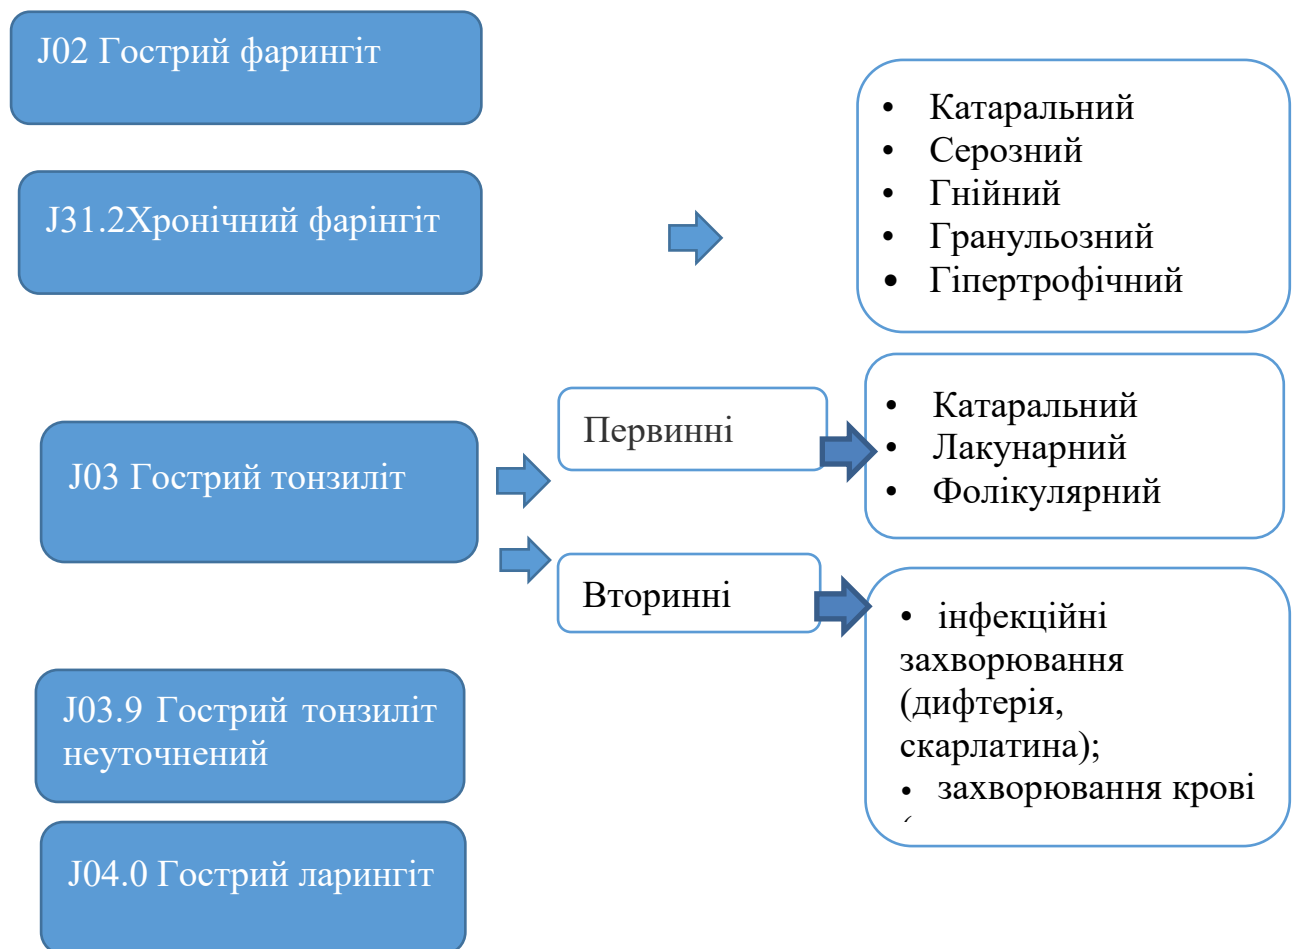 J02 Гострий фарингіт
J31.2Хронічний фарінгіт
• Катаральний
• Серозний
• Гнійний
• Гранульозний
• Гіпертрофічний
J03 Гострий тонзиліт
Первинні
• Катаральний
• Лакунарний
• Фолікулярний
Вторинні
• інфекційні
захворювання
(дифтерія,
скарлатина);
• захворювання крові
J03.9 Гострий тонзиліт
неуточнений
J04.0 Гострий ларингіт